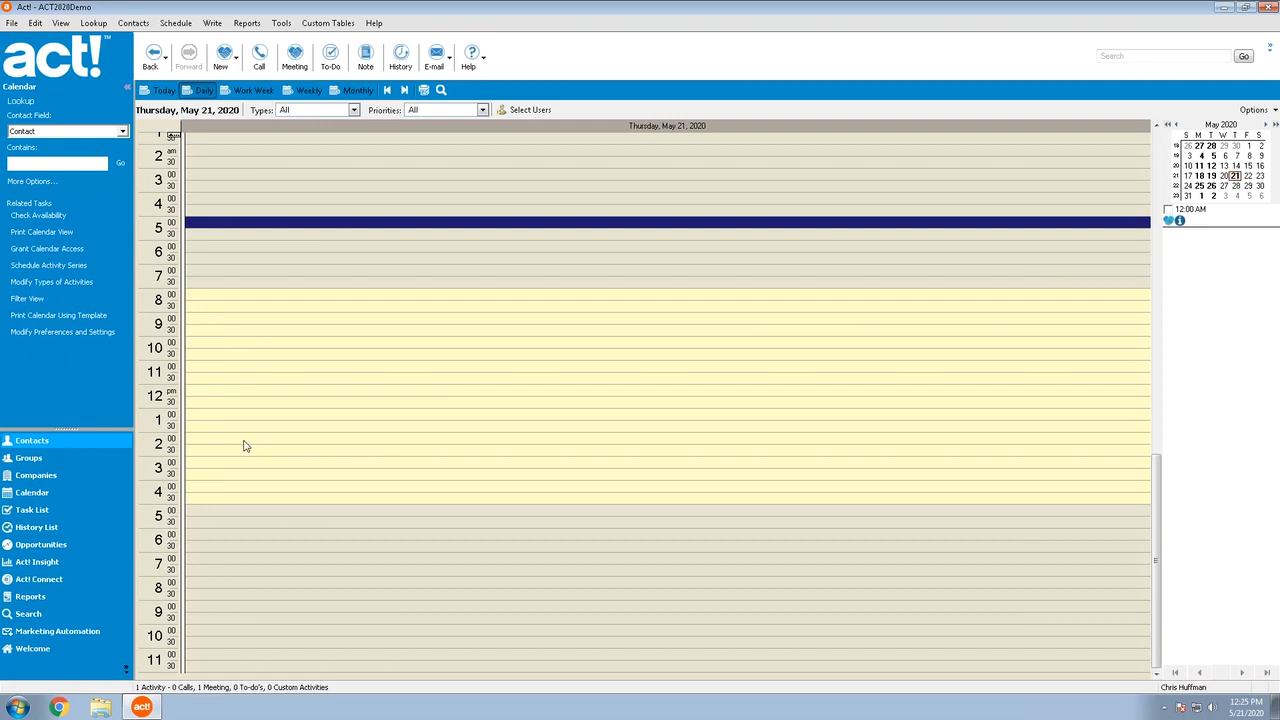 Act! - ACT2020Demo
File Edit View Lookup Contacts Schedule Write Reports Tools Custom Tables Help
act!™
Back Forward New Call Meeting To-Do Note History E-mail Help
Search Go
Calendar
Lookup
Contact Field:
Contact
Contains:
Go
More Options...
Related Tasks
Check Availability
Print Calendar View
Grant Calendar Access
Schedule Activity Series
Modify Types of Activities
Filter View
Print Calendar Using Template
Modify Preferences and Settings
Contacts
Groups
Companies
Calendar
Task List
History List
Opportunities
Act! Insight
Act! Connect
Reports
Search
Marketing Automation
Welcome
Today Daily Work Week Weekly Monthly
Thursday, May 21, 2020 Types: All Priorities: All Select Users
Options
Thursday, May 21, 2020
30
2 am
30
3 00
30
4 00
30
5 00
30
6 00
30
7 00
30
8 00
30
9 00
30
10 00
30
11 00
30
12 pm
30
1 00
30
2 00
30
3 00
30
4 00
30
5 00
30
6 00
30
7 00
30
8 00
30
9 00
30
10 00
30
11 00
30
May 2020
S M T W T F S
18 26 27 28 29 30 1 2
19 3 4 5 6 7 8 9
20 10 11 12 13 14 15 16
21 17 18 19 20 21 22 23
22 24 25 26 27 28 29 30
23 31 1 2 3 4 5 6
12:00 AM
1 Activity - 0 Calls, 1 Meeting, 0 To-do's, 0 Custom Activities
Chris Huffman
act!
12:25 PM
5/21/2020